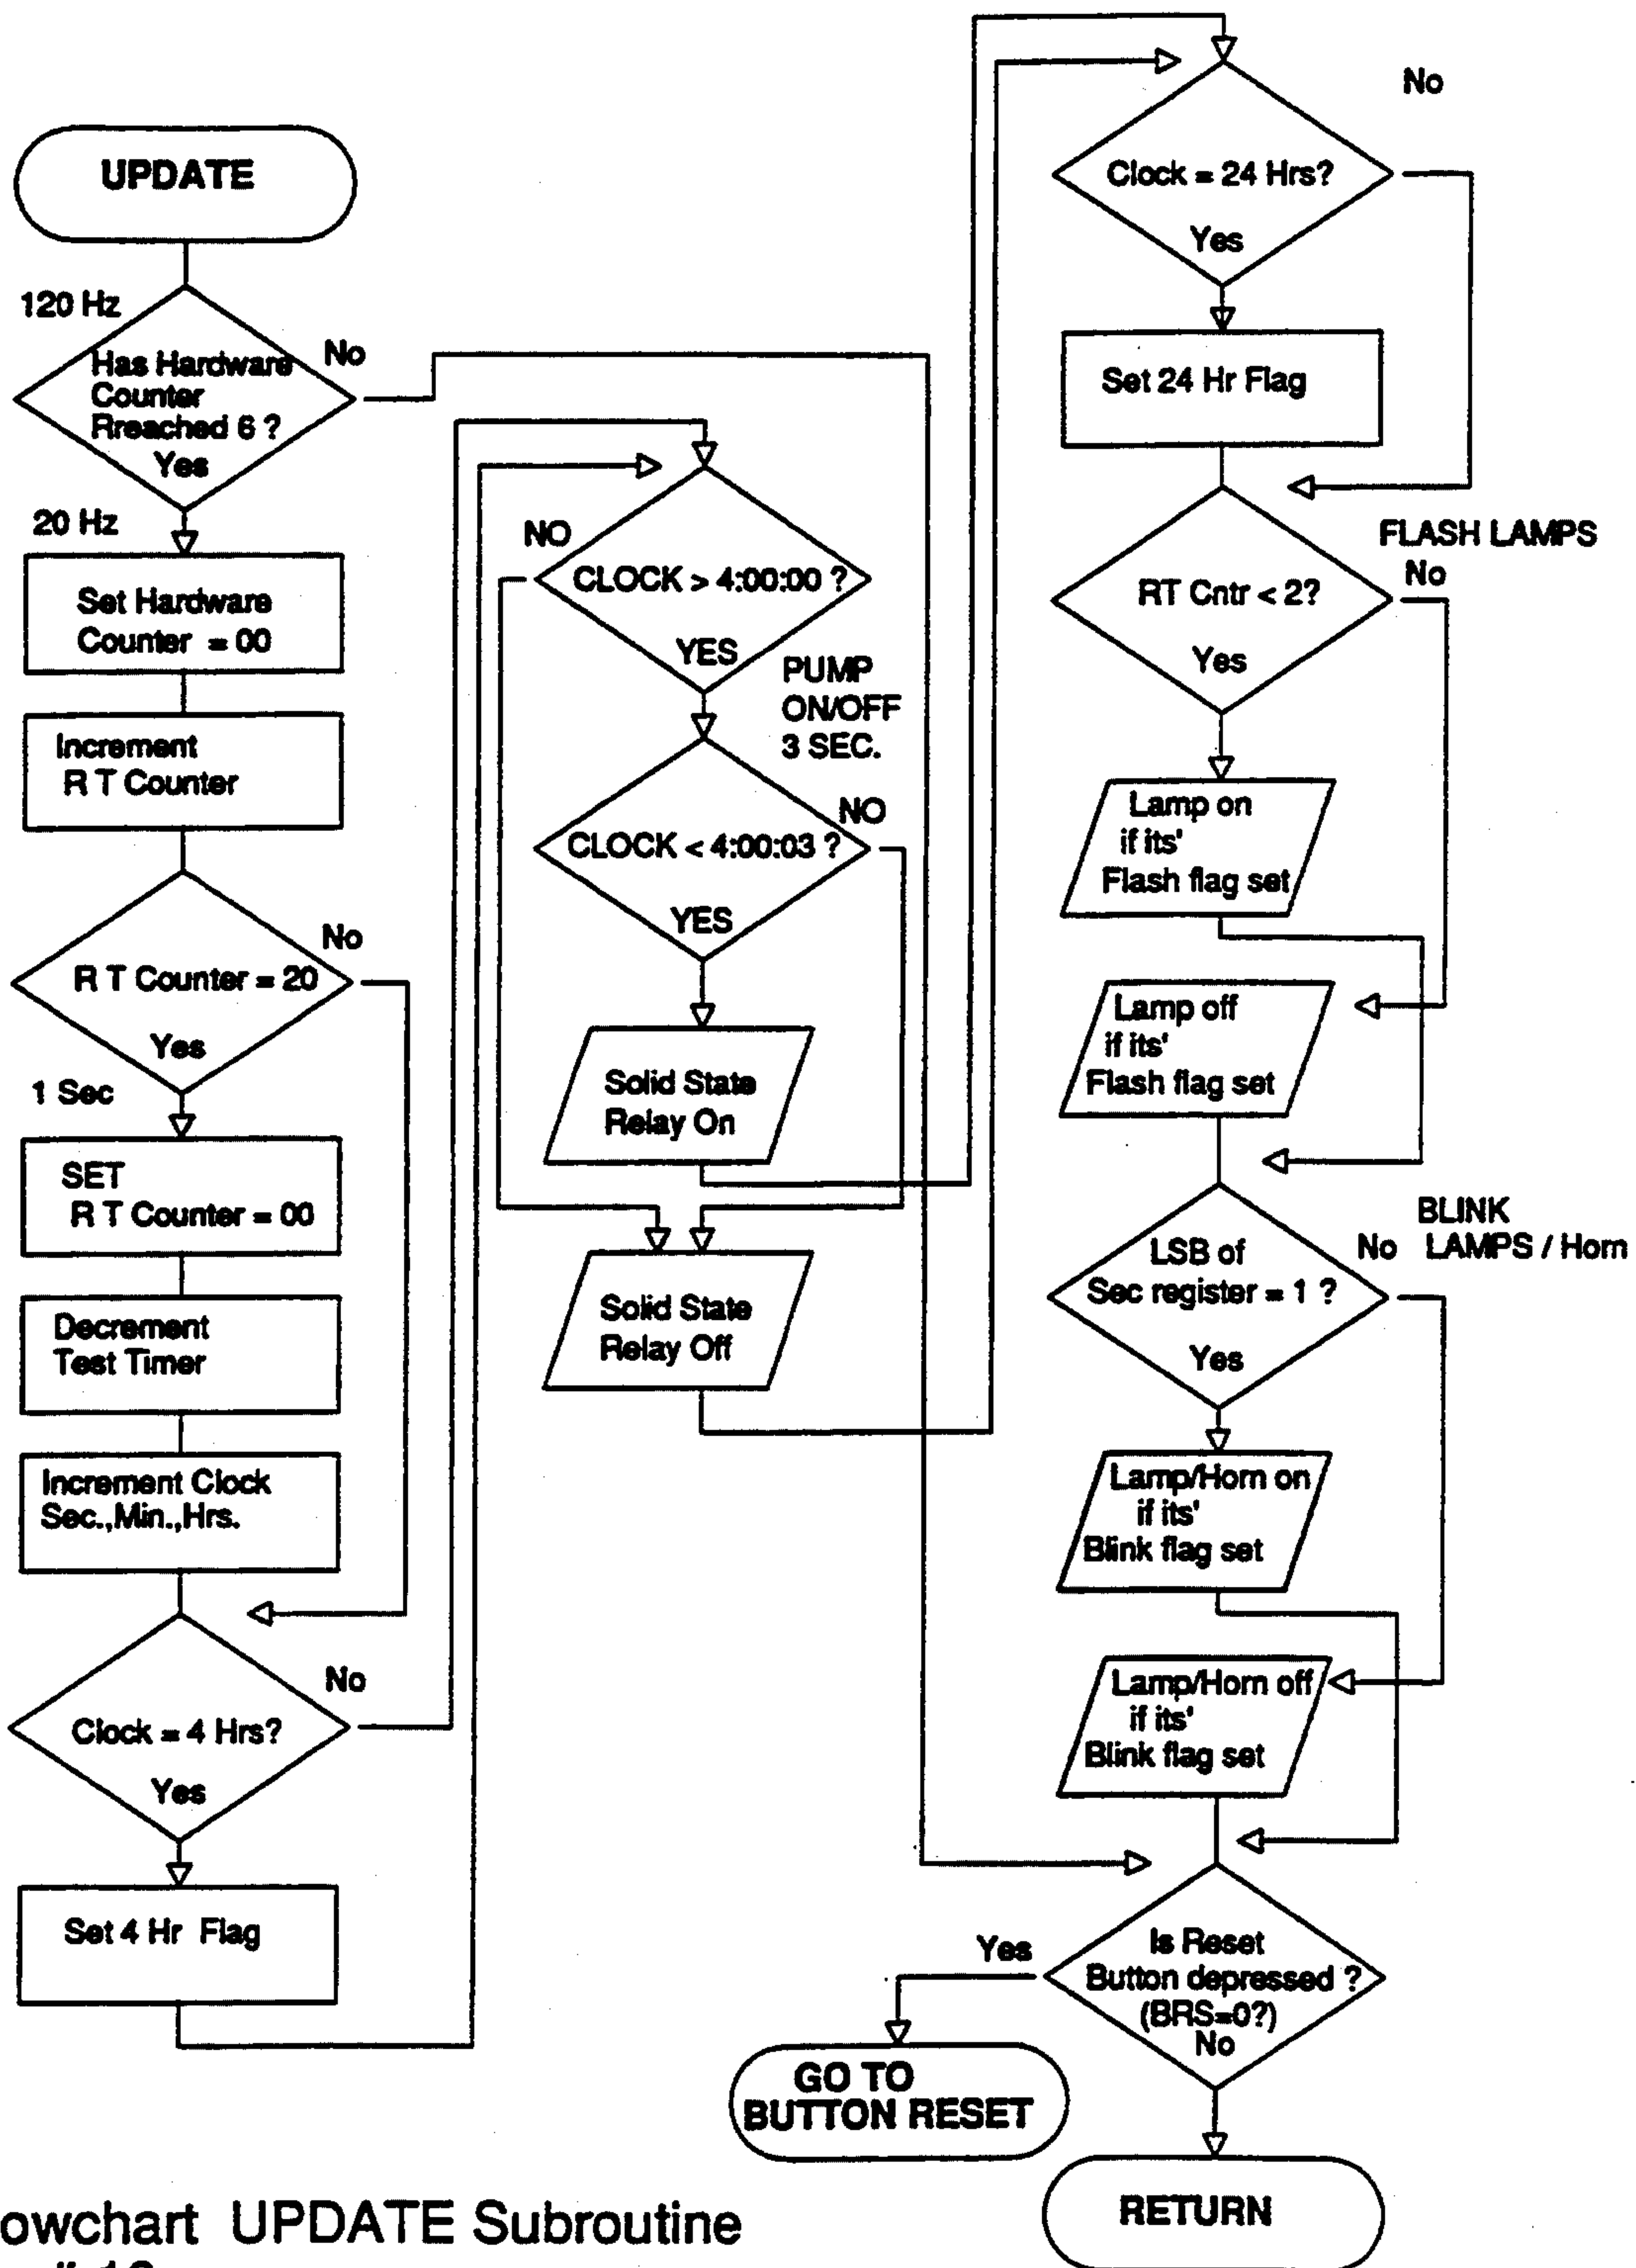 UPDATE
120 Hz
Has Hardware
Counter
Rreached 6 ?
No
Yes
20 Hz
Set Hardware
Counter = 00
Increment
R T Counter
No
R T Counter = 20
Yes
1 Sec
SET
R T Counter = 00
Decrement
Test Timer
Increment Clock
Sec.,Min.,Hrs.
No
Clock = 4 Hrs?
Yes
Set 4 Hr Flag
NO
CLOCK > 4:00:00 ?
YES
PUMP
ON/OFF
3 SEC.
NO
CLOCK < 4:00:03 ?
YES
Solid State
Relay On
Solid State
Relay Off
No
Clock = 24 Hrs?
Yes
Set 24 Hr Flag
FLASH LAMPS
No
RT Cntr < 2?
Yes
Lamp on
if its'
Flash flag set
Lamp off
if its'
Flash flag set
BLINK
No LAMPS / Horn
LSB of
Sec register = 1 ?
Yes
Lamp/Horn on
if its'
Blink flag set
Lamp/Horn off
if its'
Blink flag set
Yes
Is Reset
Button depressed ?
(BRS=0?)
No
GO TO
BUTTON RESET
RETURN
owchart UPDATE Subroutine